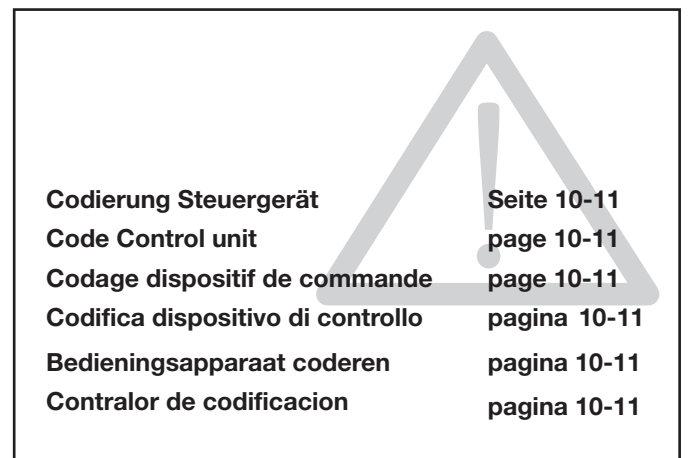 Codierung Steuergerät Seite 10-11
Code Control unit page 10-11
Codage dispositif de commande page 10-11
Codifica dispositivo di controllo pagina 10-11
Bedieningsapparaat coderen pagina 10-11
Contralor de codificacion pagina 10-11